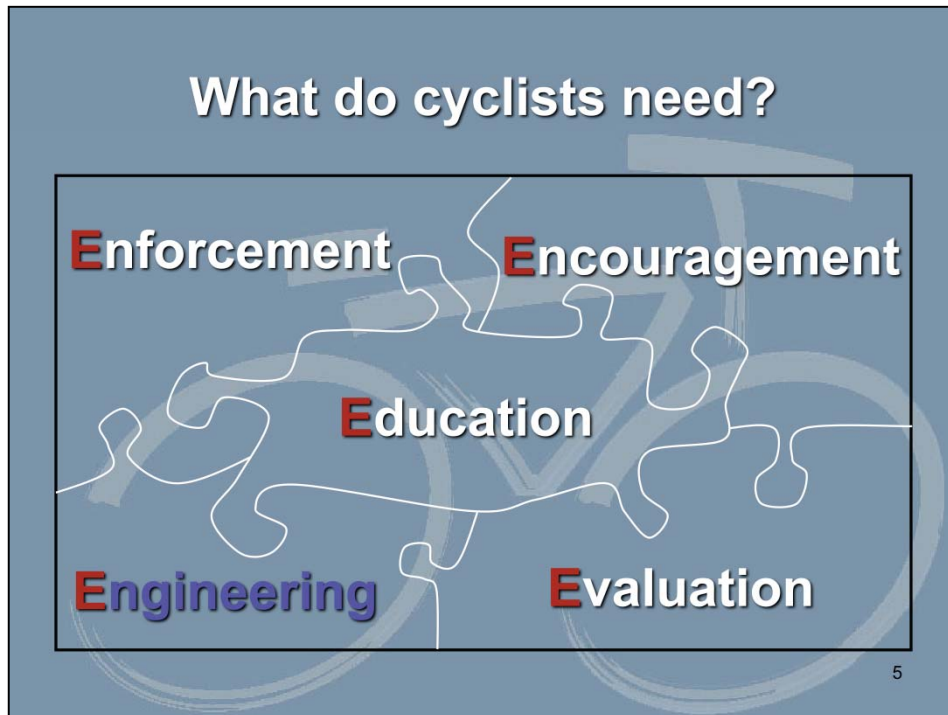 What do cyclists need?
Enforcement
Encouragement
Education
Engineering
Evaluation
5